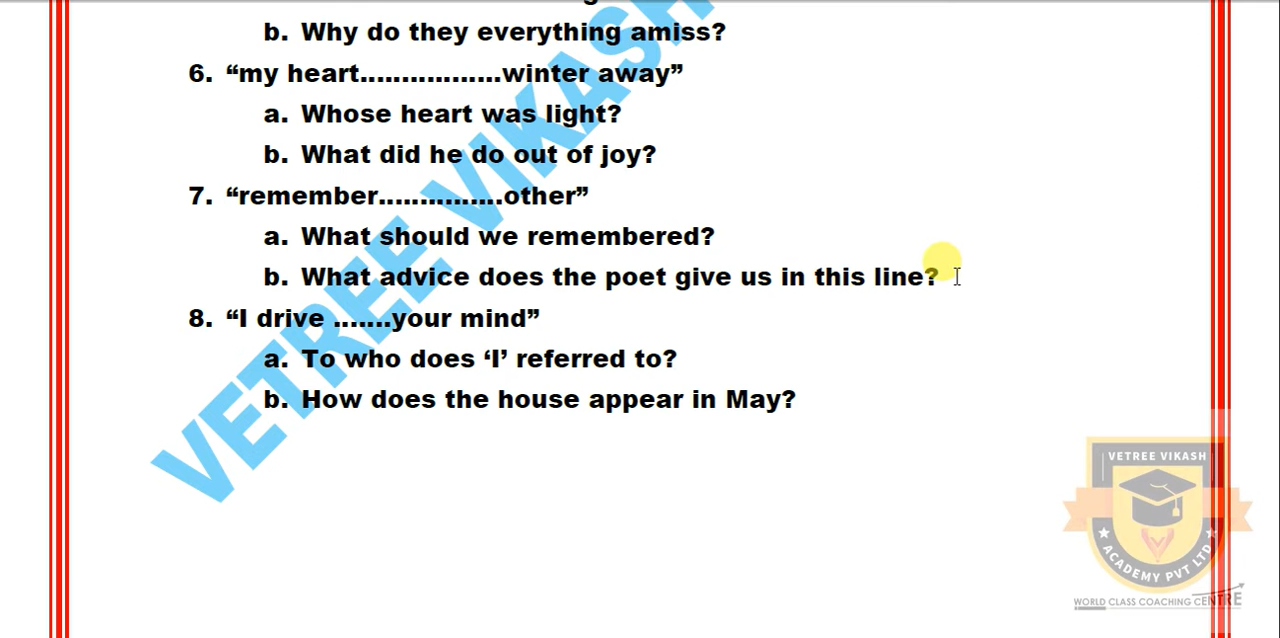 b. Why do they everything amiss?
6. “my heart.................winter away”
a. Whose heart was light?
b. What did he do out of joy?
7. “remember...............other”
a. What should we remembered?
b. What advice does the poet give us in this line?
8. “I drive .......your mind”
a. To who does ‘I’ referred to?
b. How does the house appear in May?
VETREE VIKASH
VETREE VIKASH
ACADEMY PVT LTD
WORLD CLASS COACHING CENTRE